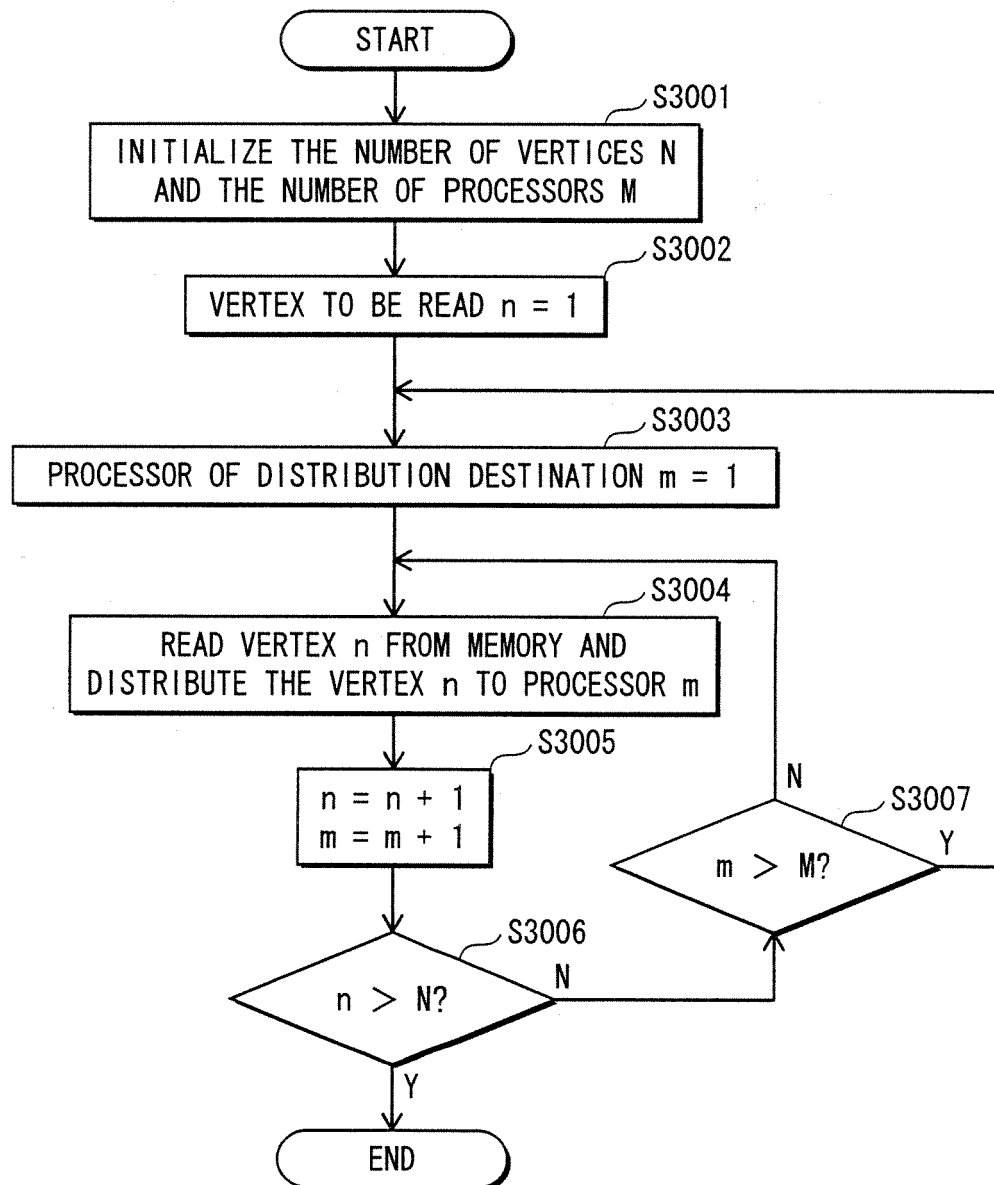 START
S3001
INITIALIZE THE NUMBER OF VERTICES N
AND THE NUMBER OF PROCESSORS M
S3002
VERTEX TO BE READ n = 1
S3003
PROCESSOR OF DISTRIBUTION DESTINATION m = 1
S3004
READ VERTEX n FROM MEMORY AND
DISTRIBUTE THE VERTEX n TO PROCESSOR m
S3005
n = n + 1
m = m + 1
N
S3007
Y
m > M?
S3006
N
n > N?
Y
END